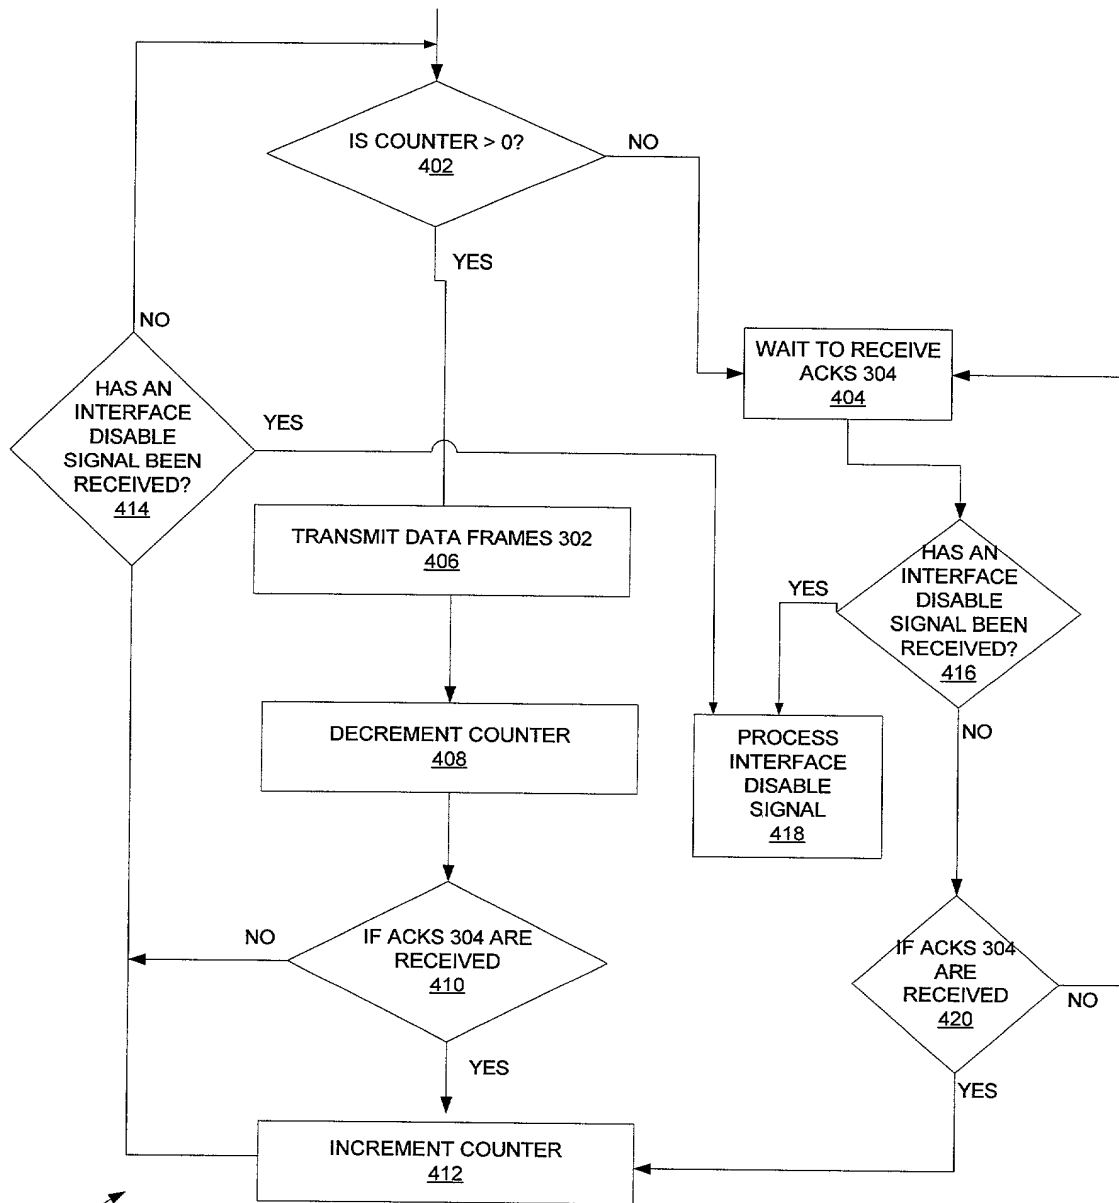 IS COUNTER > 0?
402
NO
YES
NO
WAIT TO RECEIVE
ACKS 304
404
HAS AN
INTERFACE
DISABLE
SIGNAL BEEN
RECEIVED?
414
YES
TRANSMIT DATA FRAMES 302
406
HAS AN
INTERFACE
DISABLE
SIGNAL BEEN
RECEIVED?
416
YES
NO
DECREMENT COUNTER
408
PROCESS
INTERFACE
DISABLE
SIGNAL
418
IF ACKS 304 ARE
RECEIVED
410
NO
YES
IF ACKS 304
ARE
RECEIVED
420
NO
YES
INCREMENT COUNTER
412